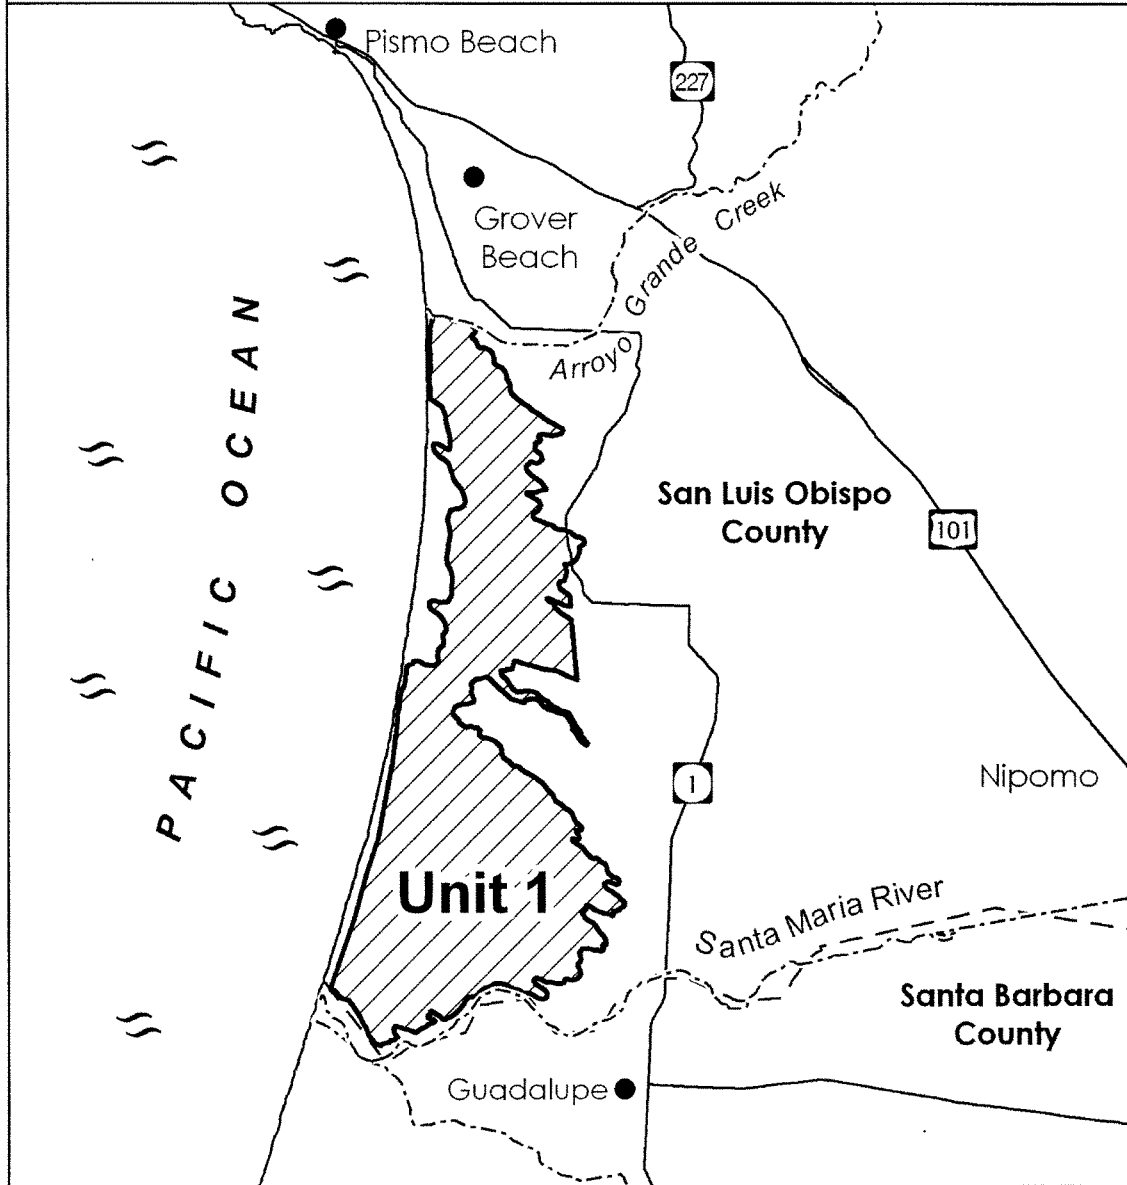 Pismo Beach
227
Grover
Beach
Arroyo Grande Creek
PACIFIC OCEAN
San Luis Obispo
County
101
1
Nipomo
Unit 1
Santa Maria River
Santa Barbara
County
Guadalupe